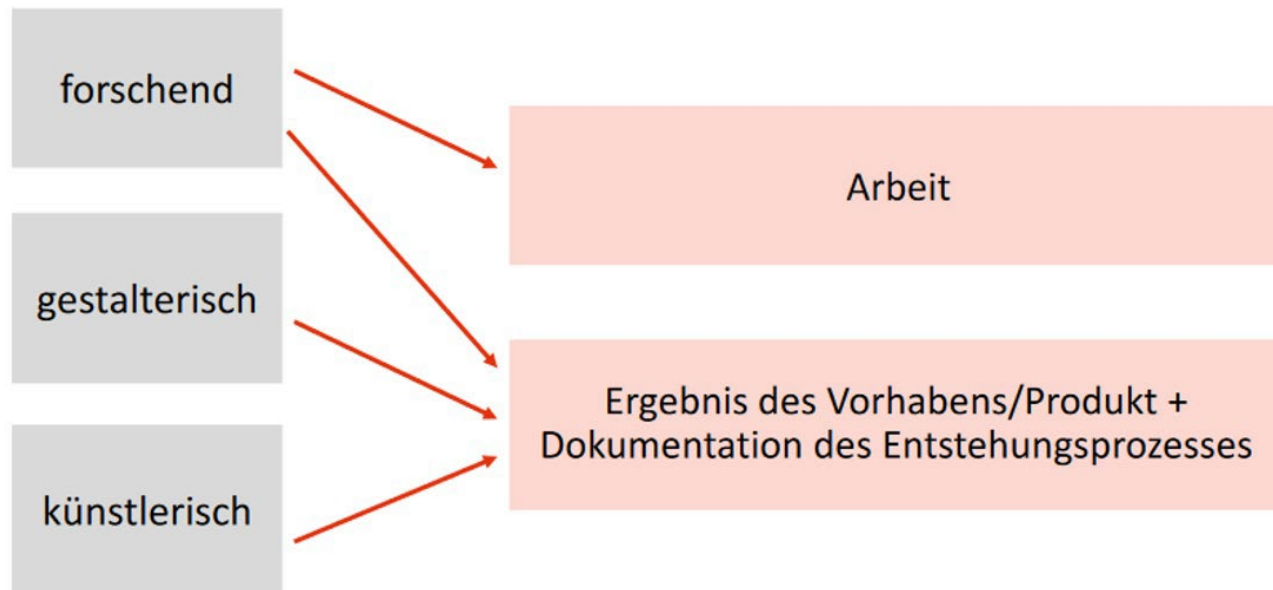 forschend
gestalterisch
künstlerisch
Arbeit
Ergebnis des Vorhabens/Produkt +
Dokumentation des Entstehungsprozesses